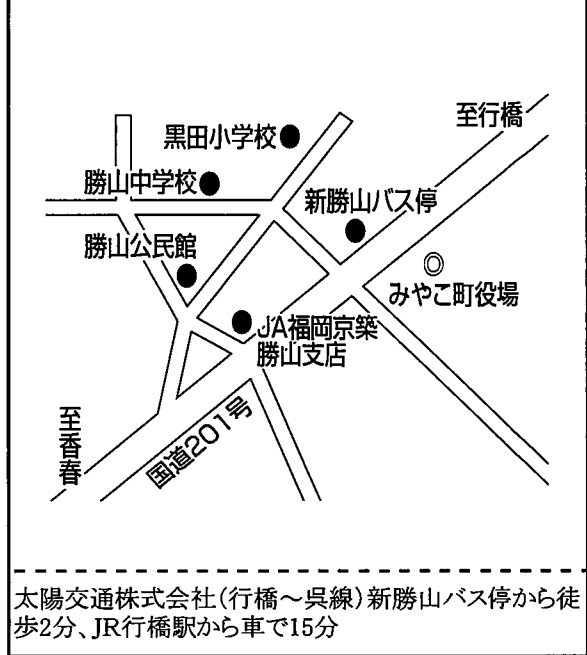 至行橋
黒田小学校
勝山中学校
新勝山バス停
勝山公民館
みやこ町役場
JA福岡京築
勝山支店
至香春
国道201号
太陽交通株式会社(行橋～呉線)新勝山バス停から徒
歩2分、JR行橋駅から車で15分